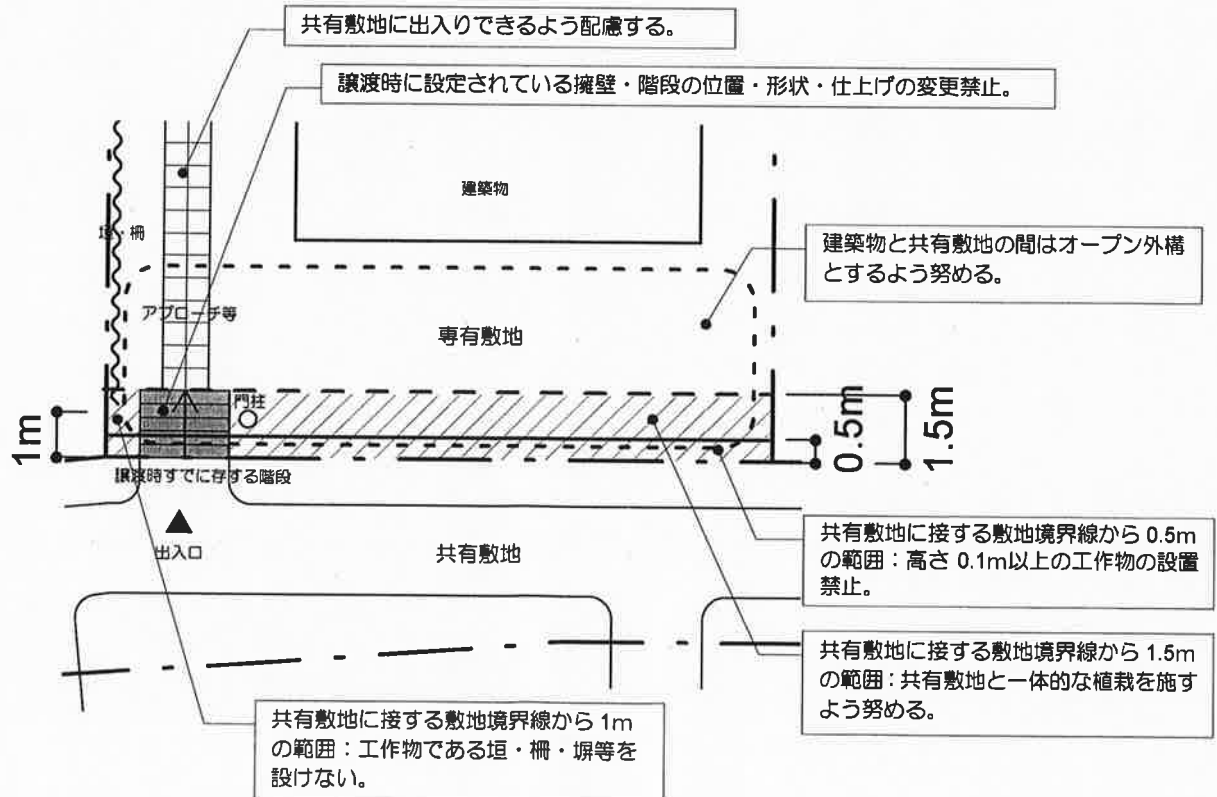 共有敷地に出入りできるよう配慮する。
譲渡時に設定されている擁壁・階段の位置・形状・仕上げの変更禁止。
建築物
垣・柵
建築物と共有敷地の間はオープン外構
とするよう努める。
アプローチ等
専有敷地
門柱
1m
0.5m
1.5m
譲渡時すでに存する階段
出入口
共有敷地
共有敷地に接する敷地境界線から 0.5m
の範囲：高さ 0.1m以上の工作物の設置
禁止。
共有敷地に接する敷地境界線から 1.5m
の範囲：共有敷地と一体的な植栽を施す
よう努める。
共有敷地に接する敷地境界線から 1m
の範囲：工作物である垣・柵・塀等を
設けない。